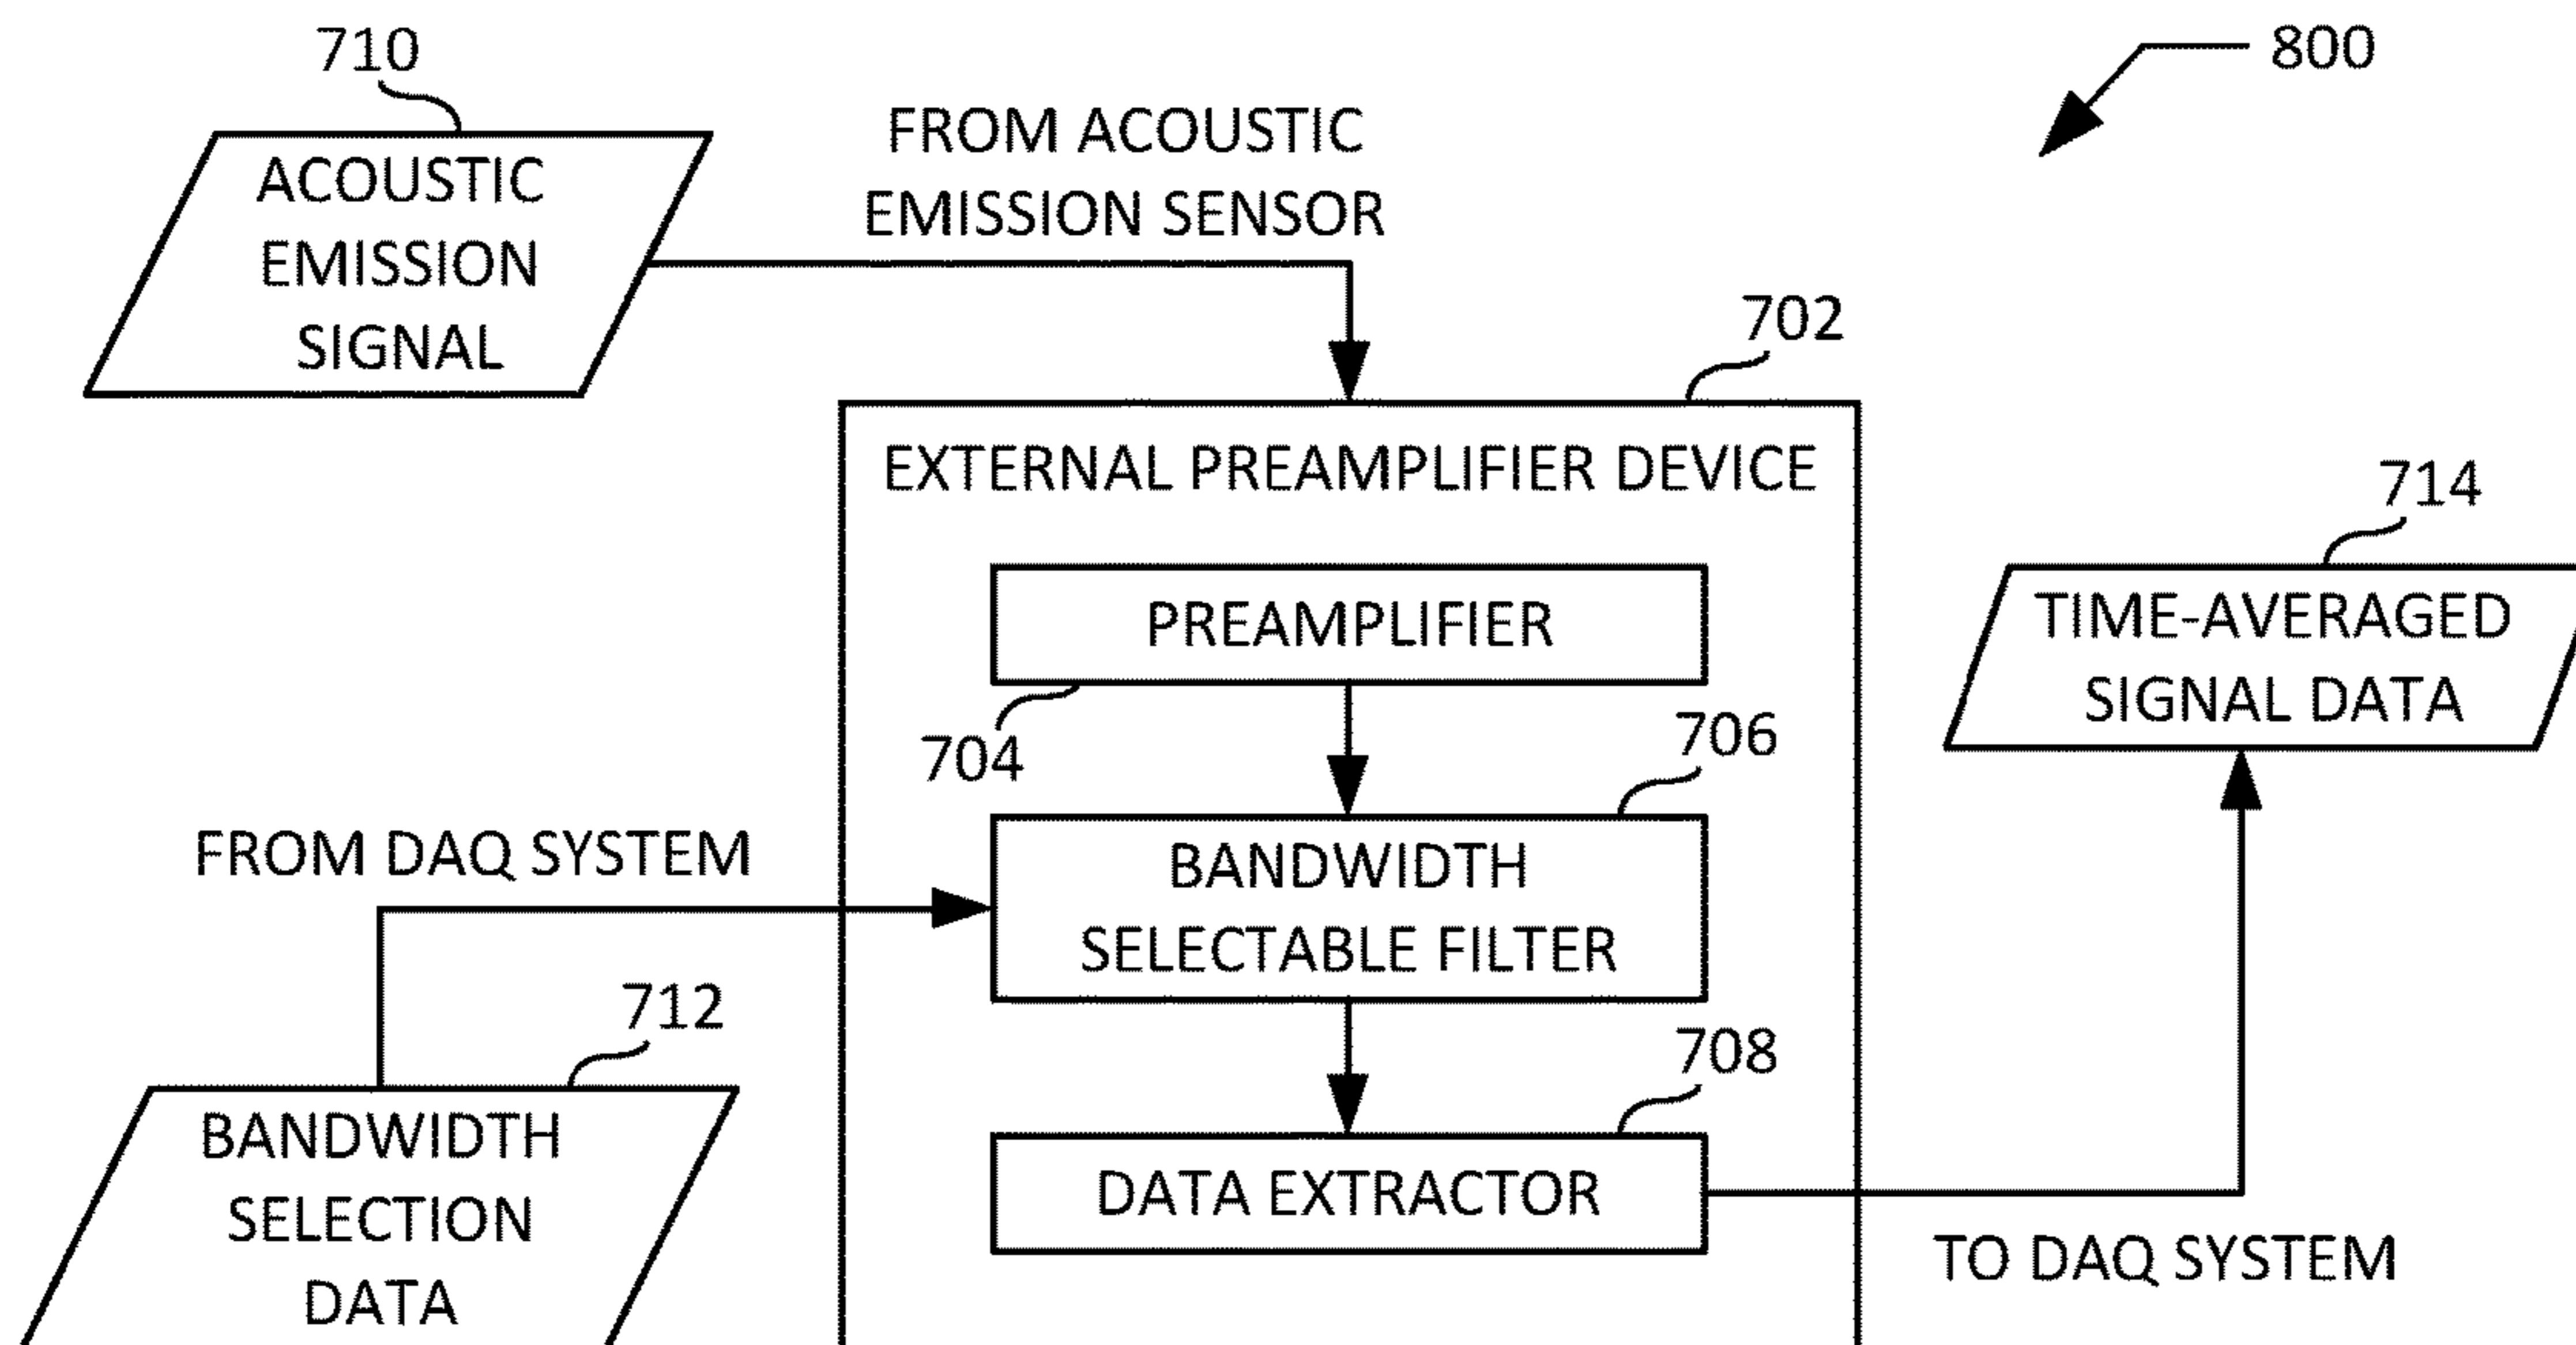 710
800
FROM ACOUSTIC
EMISSION SENSOR
ACOUSTIC
EMISSION
SIGNAL
702
EXTERNAL PREAMPLIFIER DEVICE
714
PREAMPLIFIER
TIME-AVERAGED
SIGNAL DATA
704
706
FROM DAQ SYSTEM
BANDWIDTH
SELECTABLE FILTER
712
708
BANDWIDTH
SELECTION
DATA
DATA EXTRACTOR
TO DAQ SYSTEM